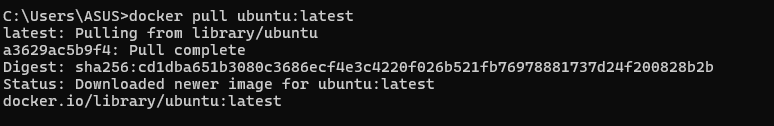 C:\Users\ASUS>docker pull ubuntu:latest
latest: Pulling from library/ubuntu
a3629ac5b9f4: Pull complete
Digest: sha256:cd1dba651b3080c3686ecf4e3c4220f026b521fb76978881737d24f200828b2b
Status: Downloaded newer image for ubuntu:latest
docker.io/library/ubuntu:latest